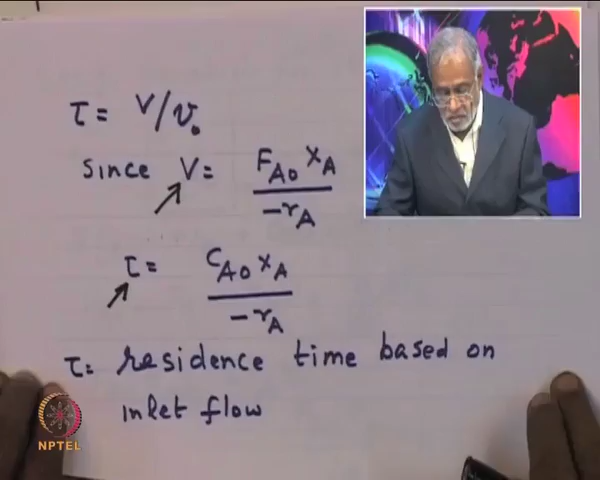 τ = V/v₀
since V = F_A0 X_A / -r_A
τ = C_A0 X_A / -r_A
τ = residence time based on
inlet flow
NPTEL